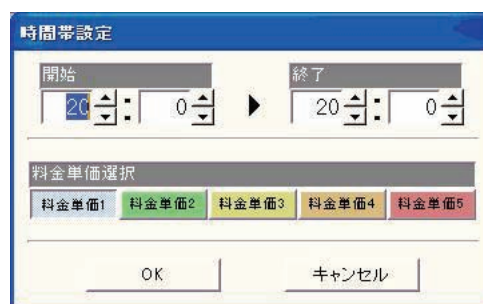 時間帯設定
開始 終了
20 : 0 ▶ 20 : 0
料金単価選択
料金単価1 料金単価2 料金単価3 料金単価4 料金単価5
OK キャンセル